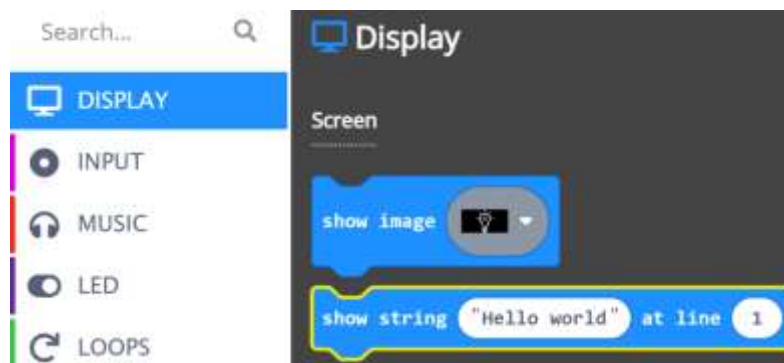 Search...
DISPLAY
INPUT
MUSIC
LED
LOOPS
Display
Screen
show image
show string "Hello world" at line 1